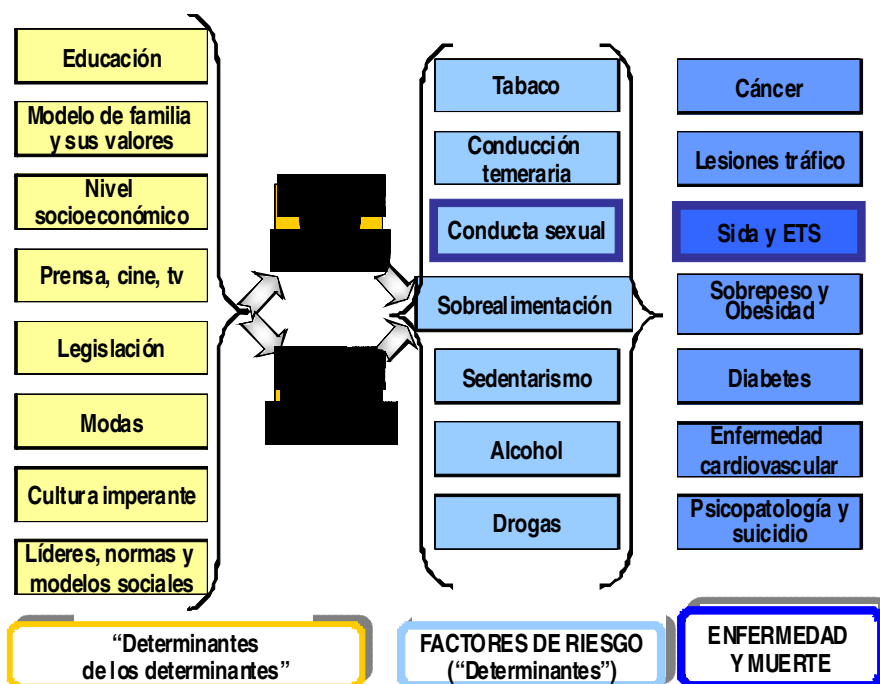 Educación
Modelo de familia
y sus valores
Nivel
socioeconómico
Prensa, cine, tv
Legislación
Modas
Cultura imperante
Líderes, normas y
modelos sociales
"Determinantes
de los determinantes"
Tabaco
Conducción
temeraria
Conducta sexual
Sobrealimentación
Sedentarismo
Alcohol
Drogas
FACTORES DE RIESGO
("Determinantes")
Cáncer
Lesiones tráfico
Sida y ETS
Sobrepeso y
Obesidad
Diabetes
Enfermedad
cardiovascular
Psicopatología y
suicidio
ENFERMEDAD
Y MUERTE